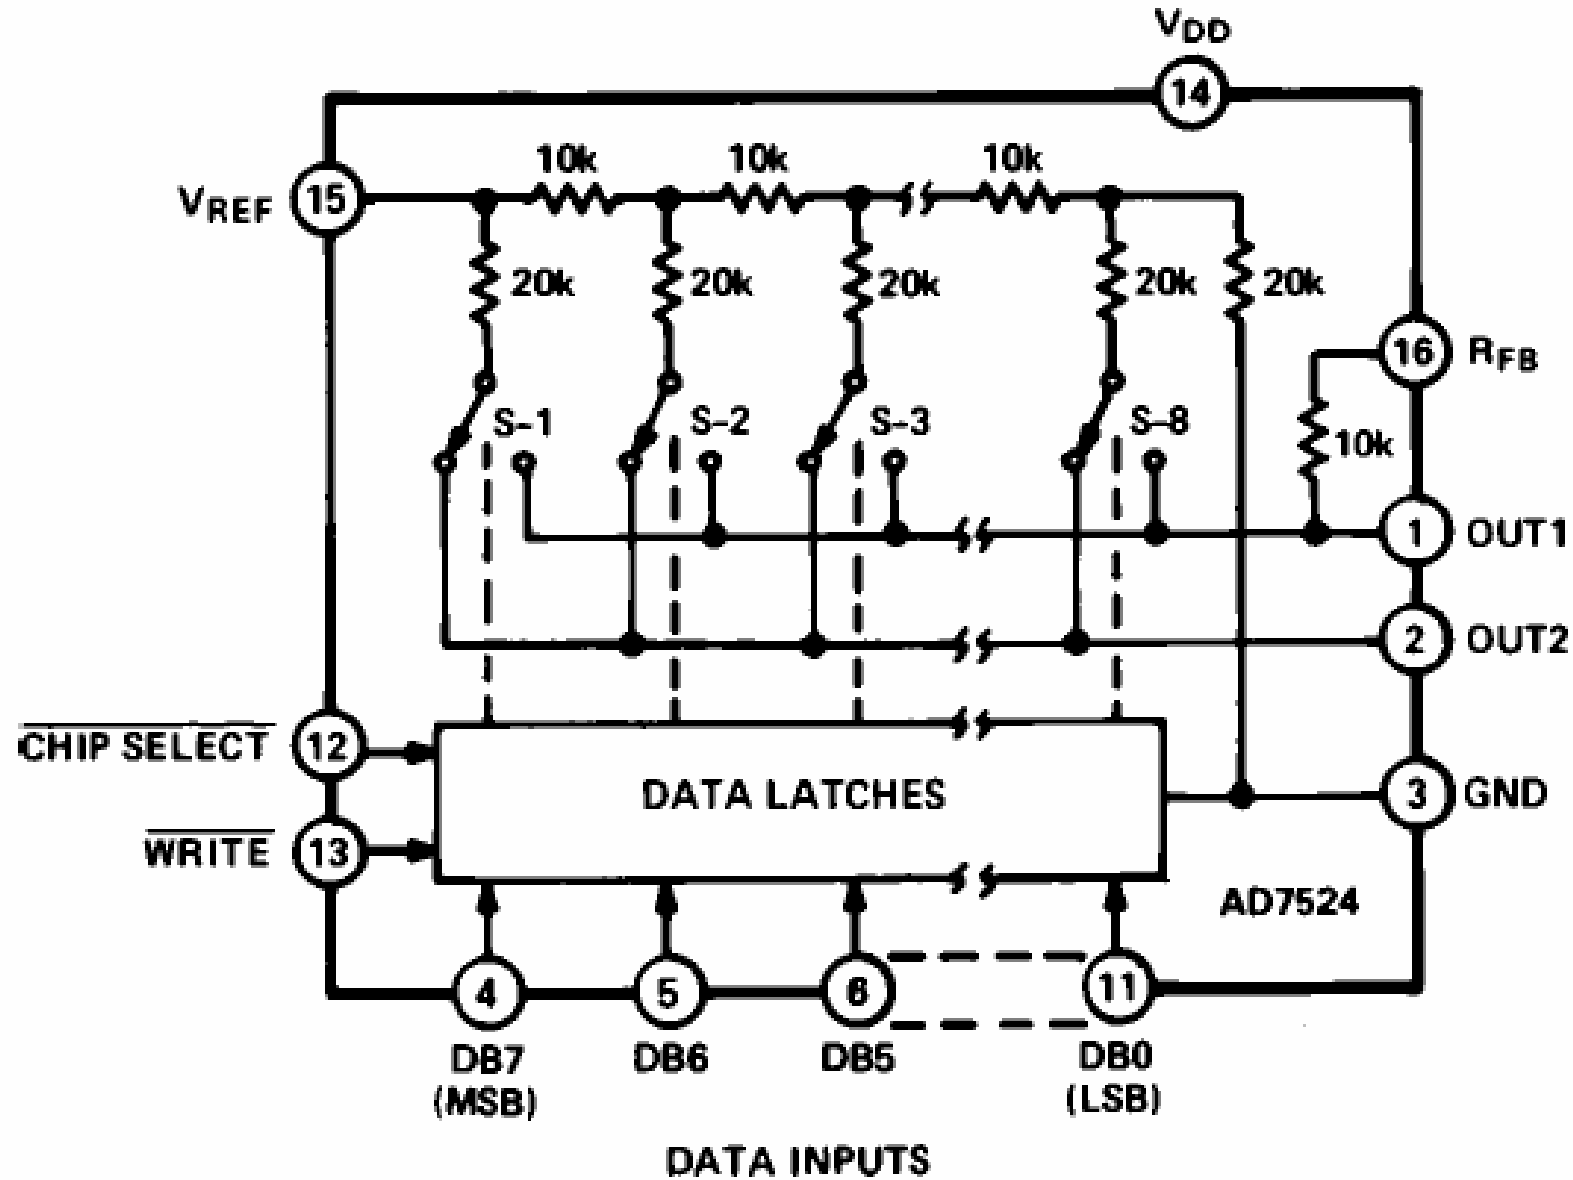 VDD
14
10k
10k
10k
VREF
15
20k
20k
20k
20k
20k
16
RFB
S-1
S-2
S-3
S-8
10k
1
OUT1
2
OUT2
CHIP SELECT
12
DATA LATCHES
3
GND
WRITE
13
AD7524
4
5
6
11
DB7
DB6
DB5
DB0
(MSB)
(LSB)
DATA INPUTS